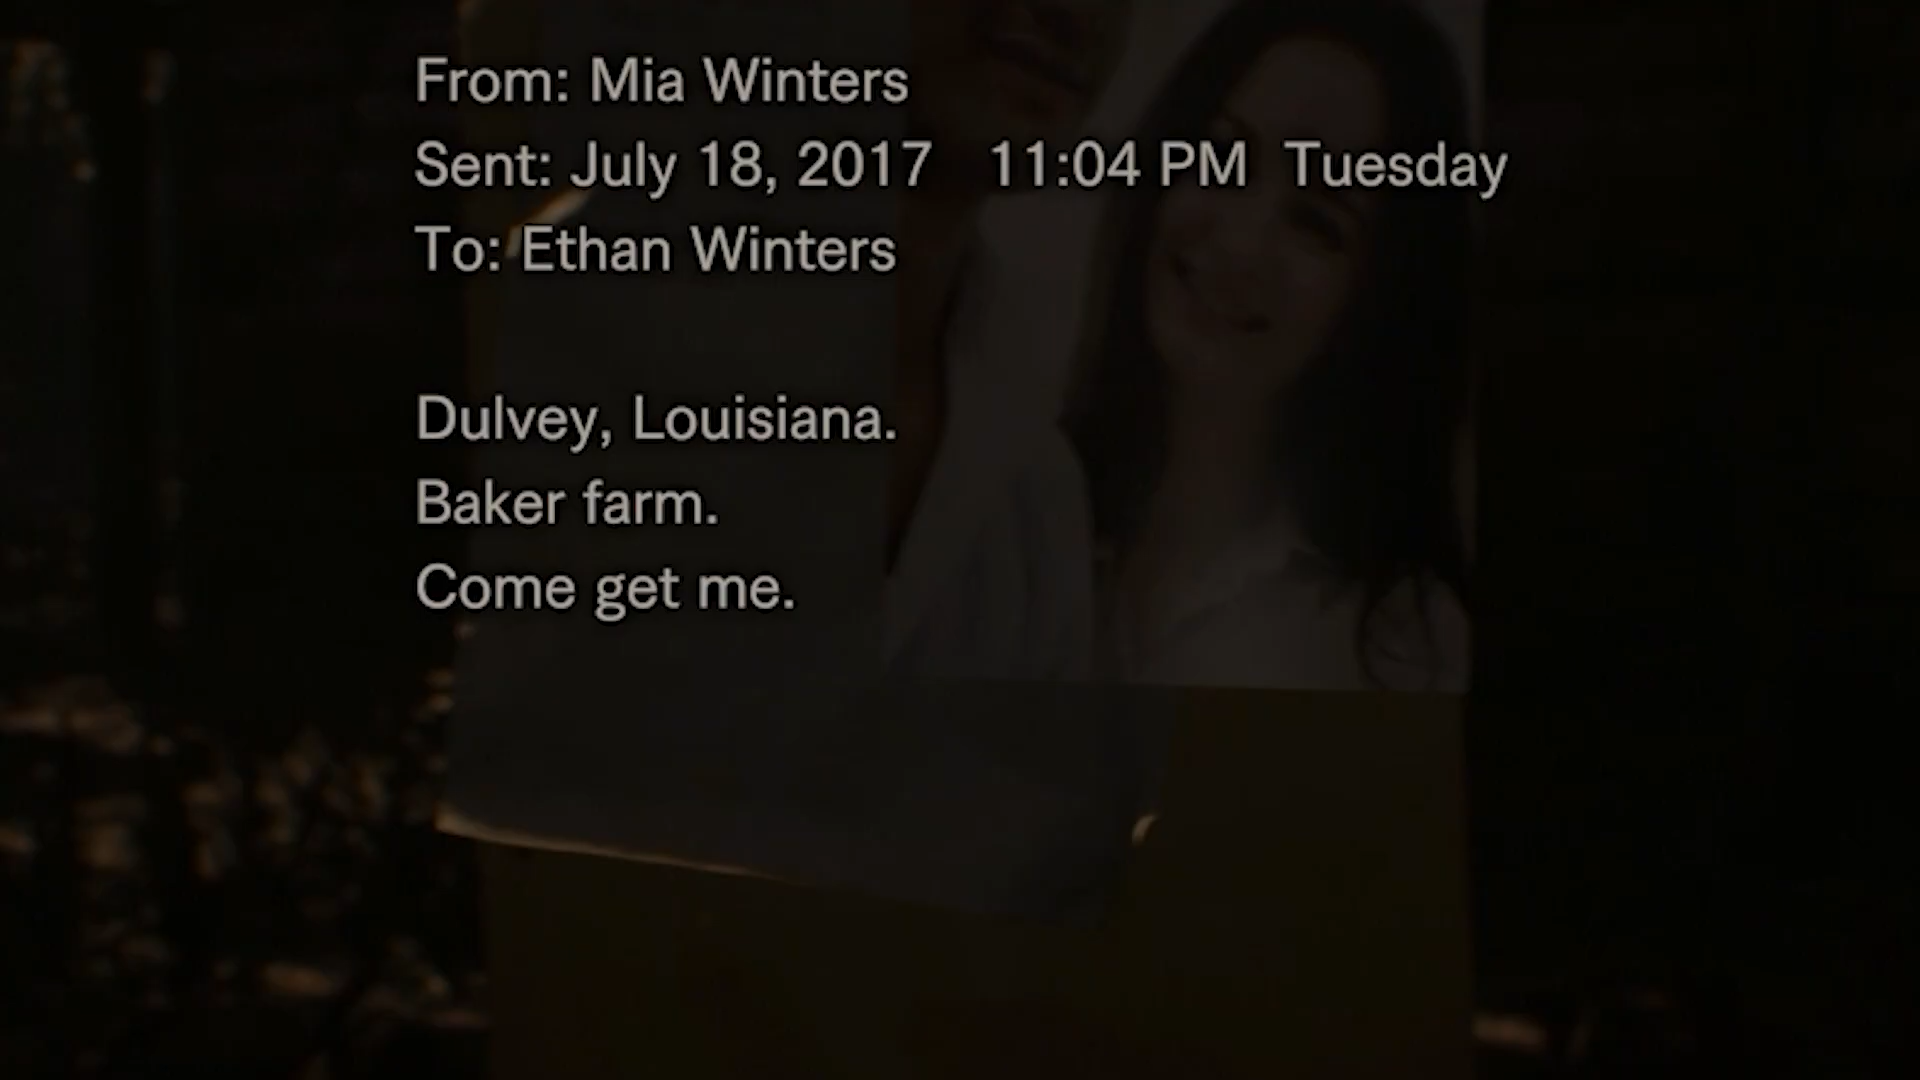 From: Mia Winters
Sent: July 18, 2017 11:04 PM Tuesday
To: Ethan Winters
Dulvey, Louisiana.
Baker farm.
Come get me.